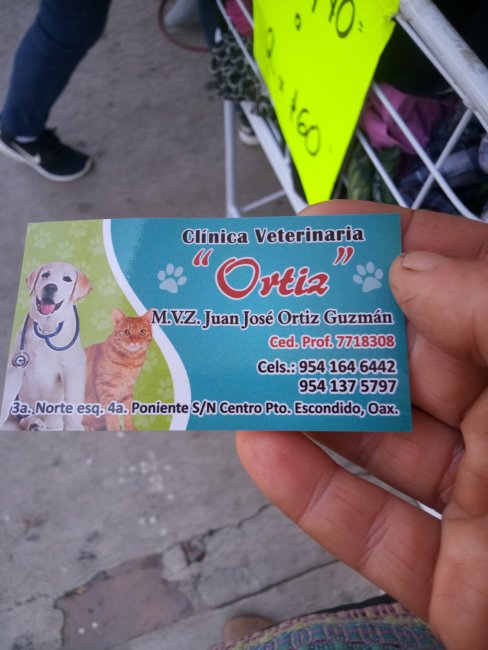 Clínica Veterinaria
"Ortiz"
M.V.Z. Juan José Ortiz Guzmán
Ced. Prof. 7718308
Cels.: 954 164 6442
954 137 5797
3a. Norte esq. 4a. Poniente S/N Centro Pto. Escondido, Oax.